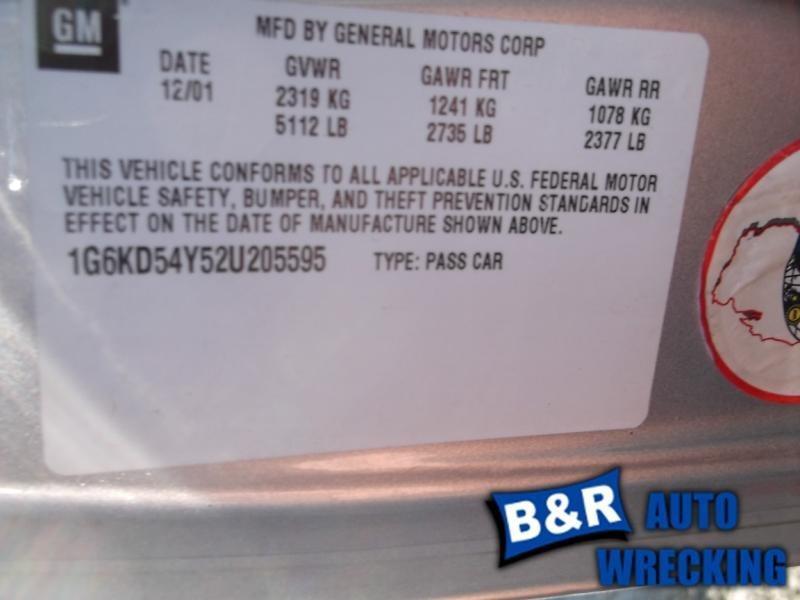 GM
MFD BY GENERAL MOTORS CORP
DATE GVWR GAWR FRT GAWR RR
12/01 2319 KG 1241 KG 1078 KG
5112 LB 2735 LB 2377 LB
THIS VEHICLE CONFORMS TO ALL APPLICABLE U.S. FEDERAL MOTOR
VEHICLE SAFETY, BUMPER, AND THEFT PREVENTION STANDARDS IN
EFFECT ON THE DATE OF MANUFACTURE SHOWN ABOVE.
1G6KD54Y52U205595 TYPE: PASS CAR
B&R AUTO
WRECKING